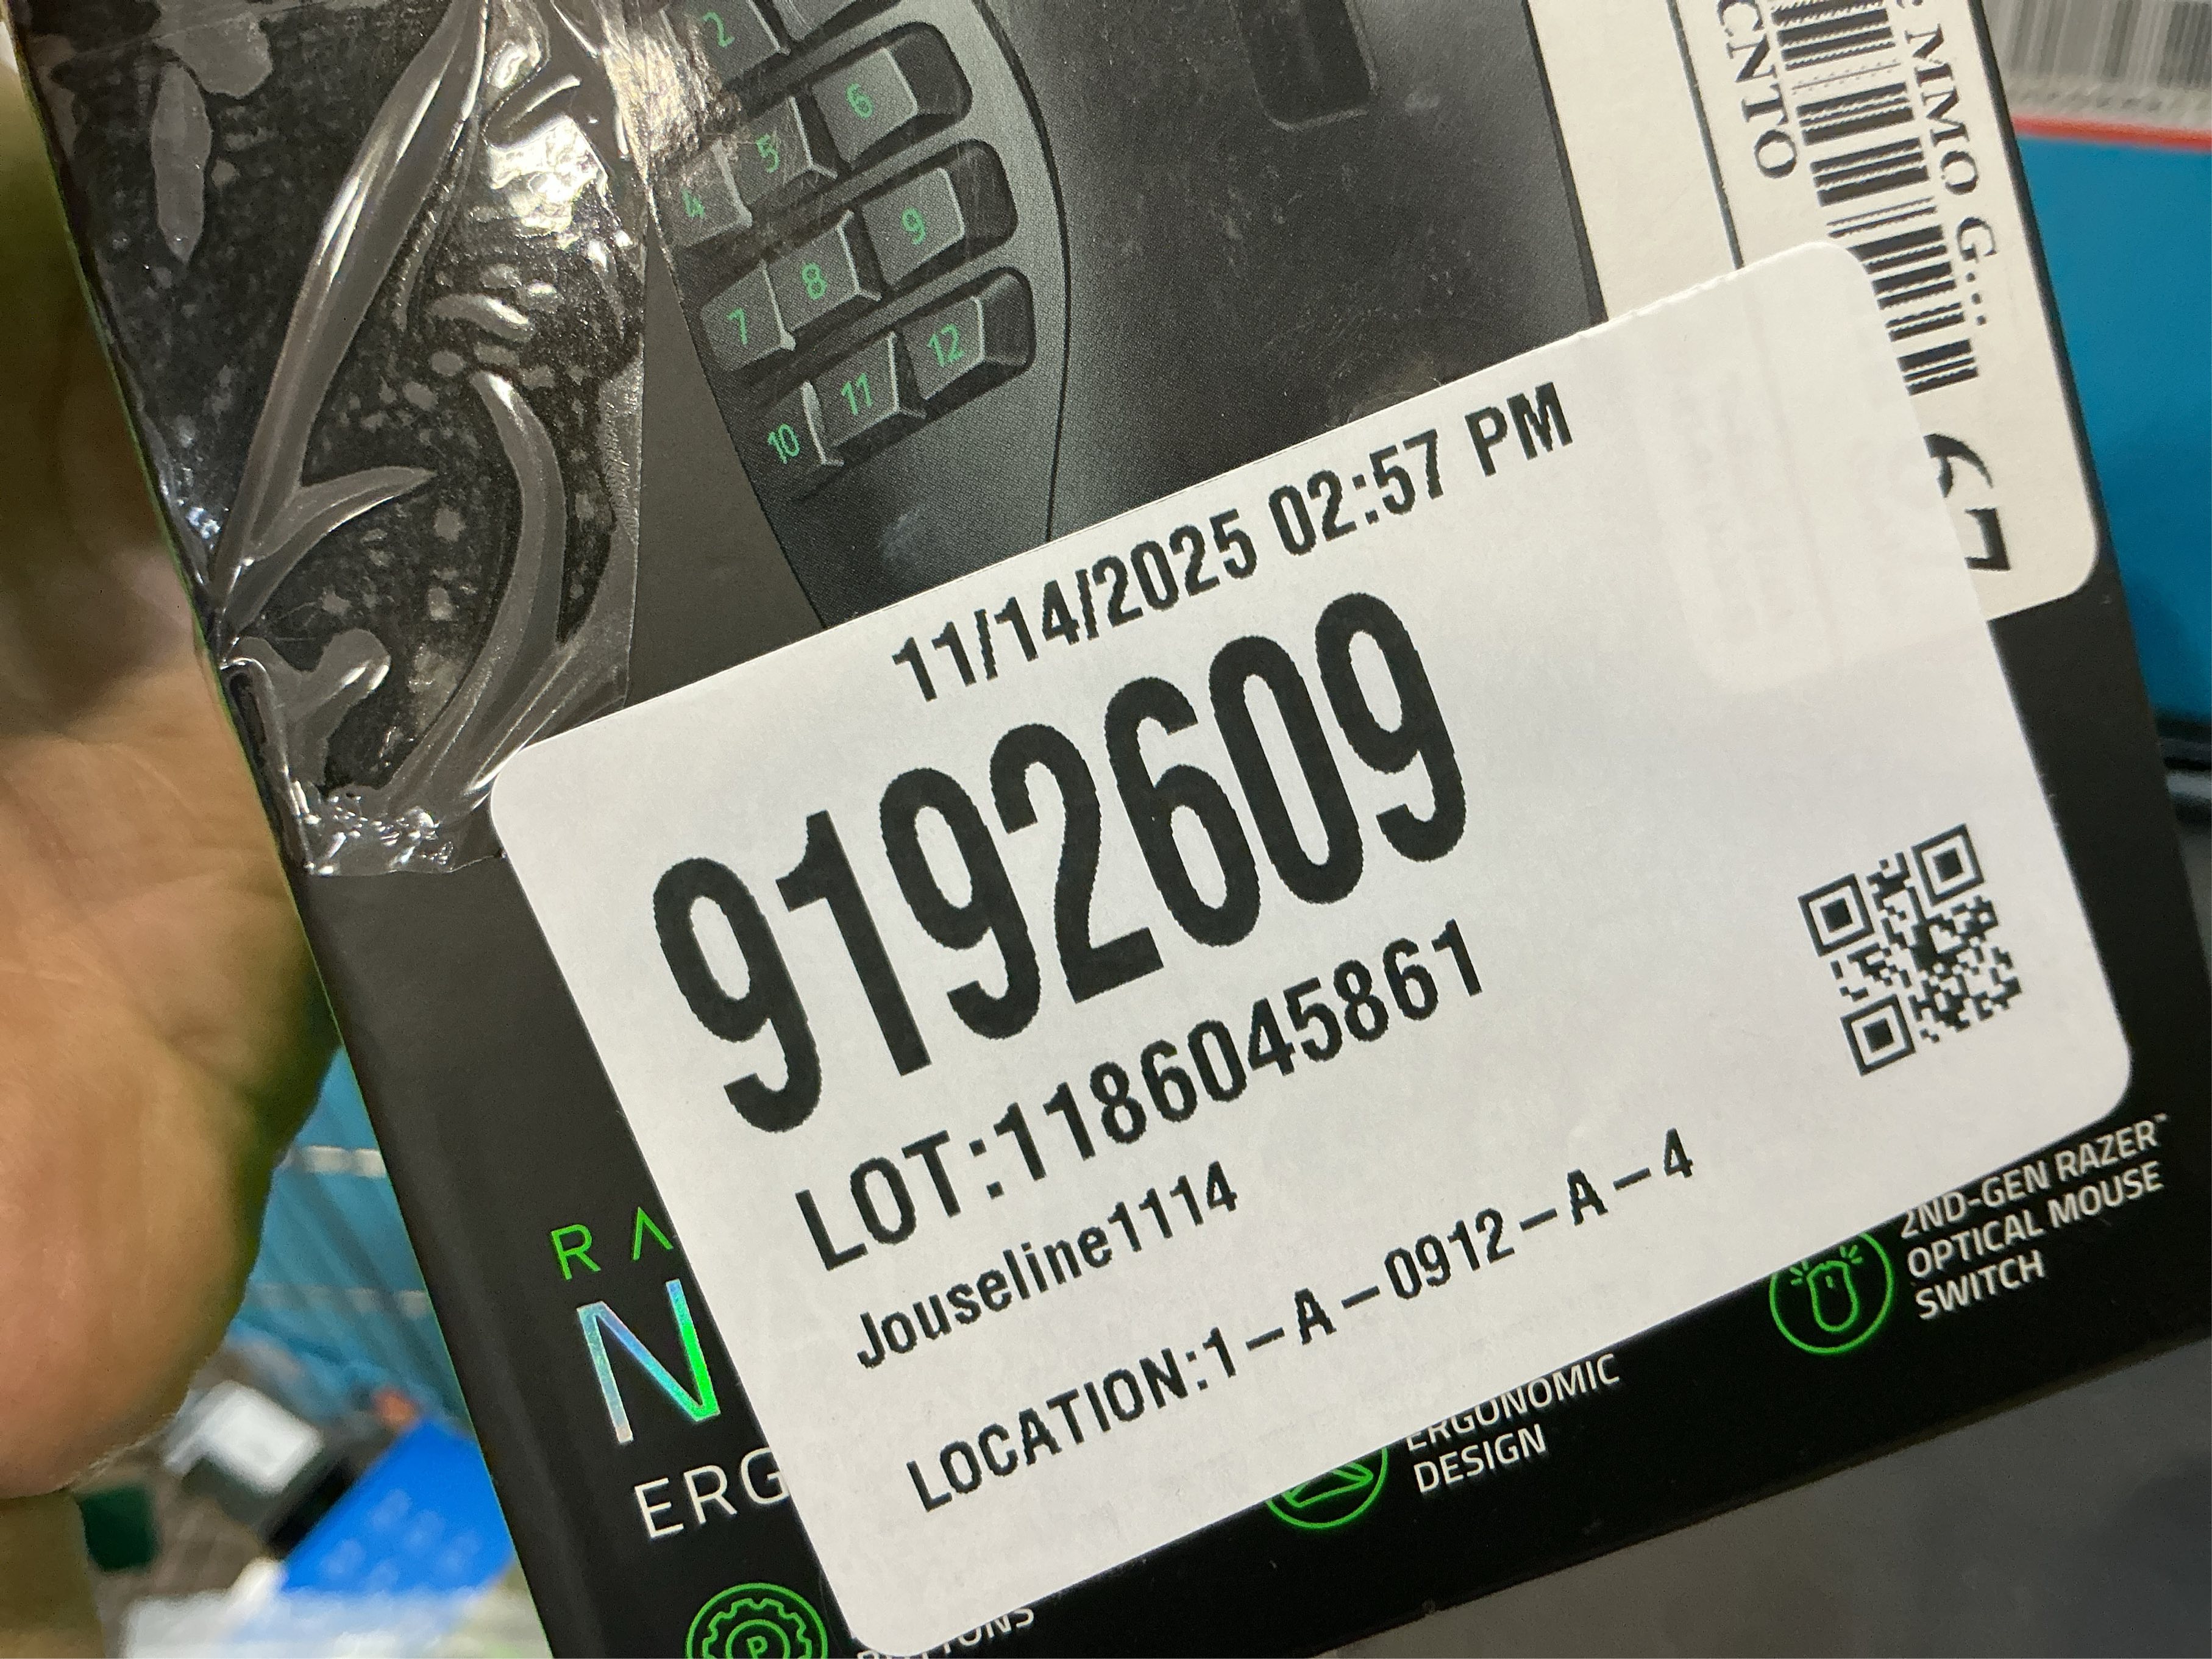 2
6
5
4
9
8
7
12
11
10
CNTO
MMO G...
11/14/2025 02:57 PM
9192609
LOT:1186045861
Jouseline1114
LOCATION:1-A-0912-A-4
2ND-GEN RAZER™
OPTICAL MOUSE
SWITCH
ERGONOMIC
DESIGN